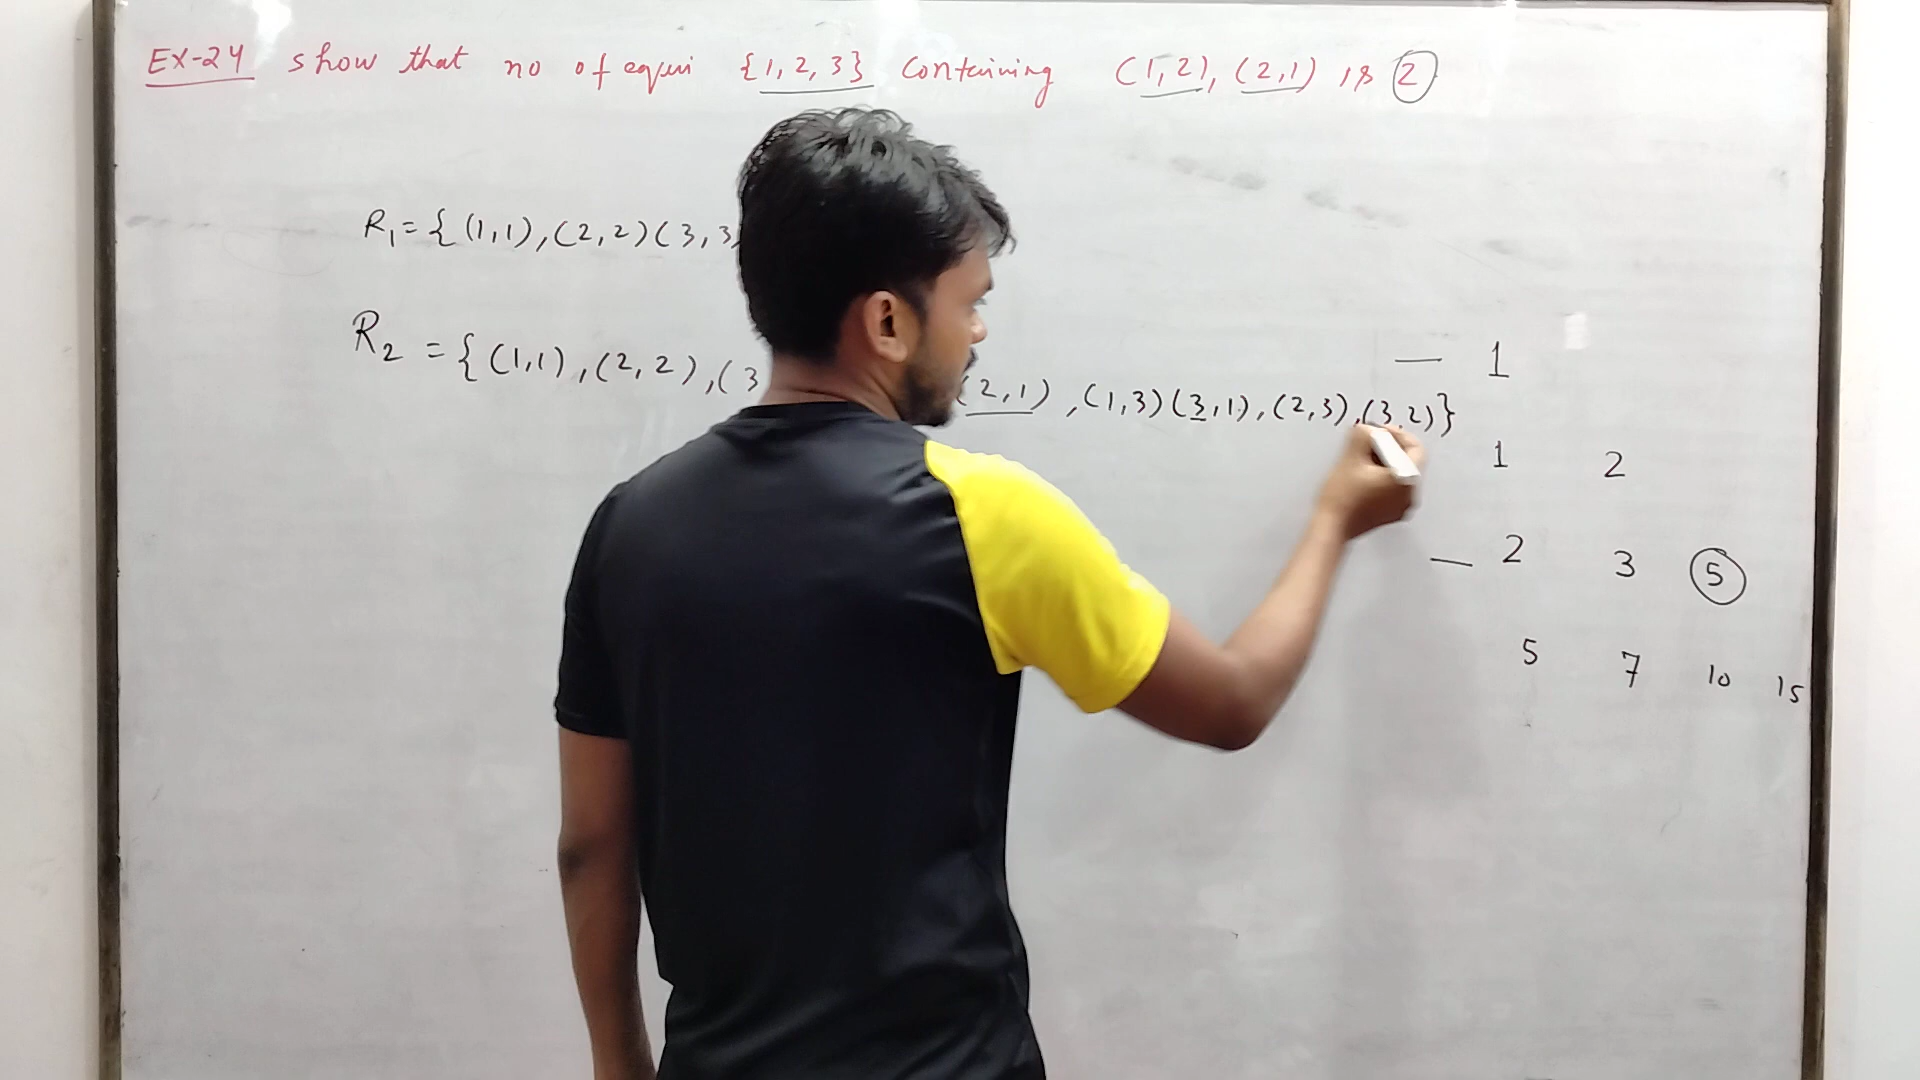 Ex-24 show that no of equi {1, 2, 3} containing (1,2), (2,1) is 2
R₁ = { (1,1), (2,2) (3,3
R₂ = { (1,1), (2,2), (3 (2,1) , (1,3) (3,1), (2,3), (3,2) }
— 1
1 2
— 2 3 5
5 7 10 15